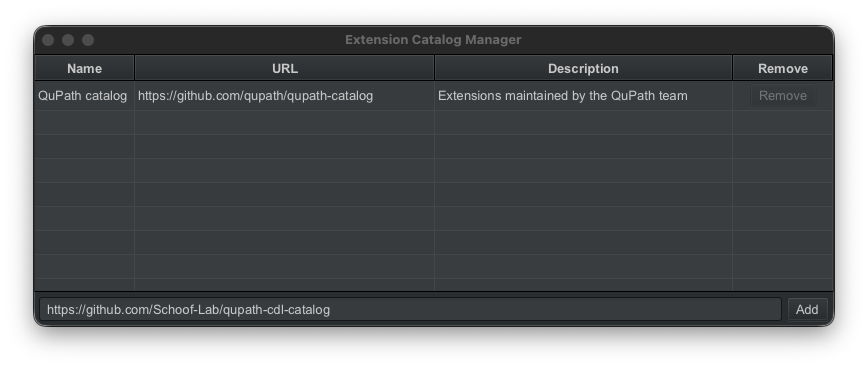 Extension Catalog Manager
Name URL Description Remove
QuPath catalog https://github.com/qupath/qupath-catalog Extensions maintained by the QuPath team Remove
https://github.com/Schoof-Lab/qupath-cdl-catalog Add